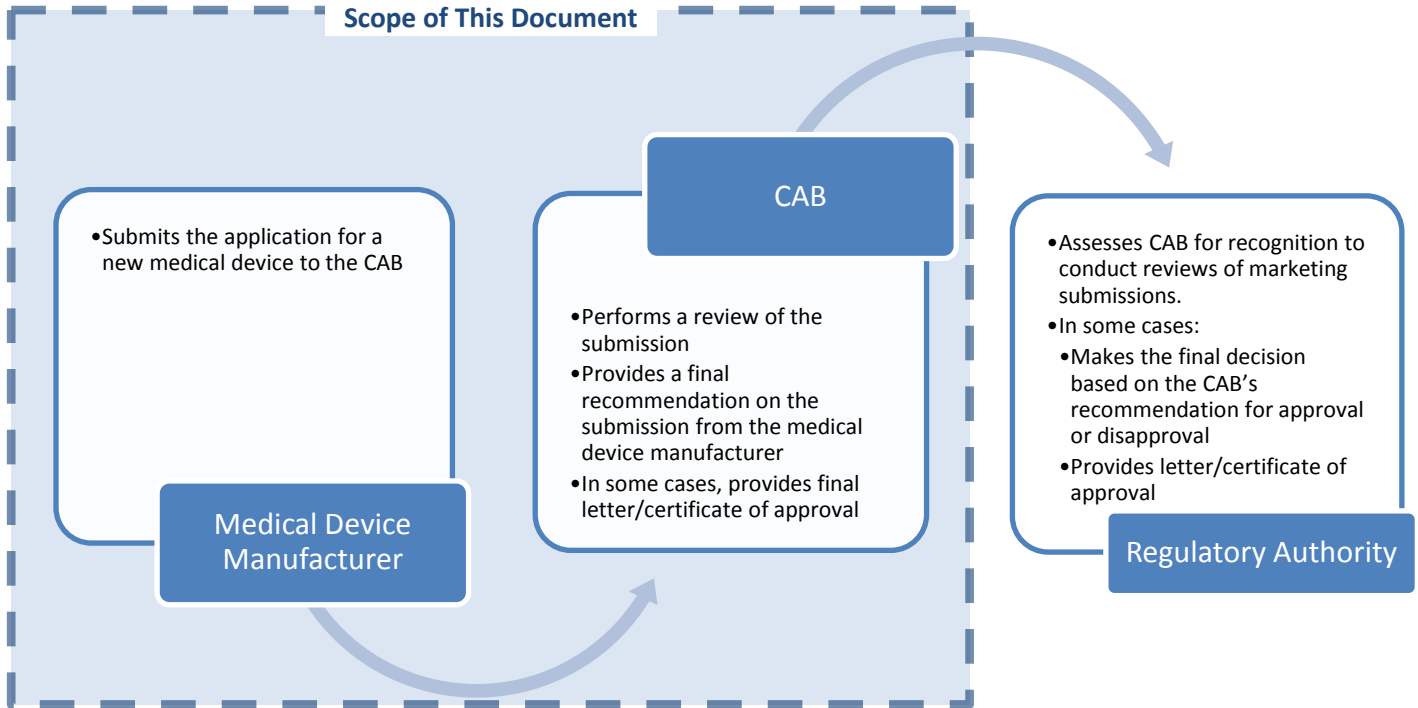 Scope of This Document
•Submits the application for a
new medical device to the CAB
Medical Device
Manufacturer
CAB
•Performs a review of the
submission
•Provides a final
recommendation on the
submission from the medical
device manufacturer
•In some cases, provides final
letter/certificate of approval
•Assesses CAB for recognition to
conduct reviews of marketing
submissions.
•In some cases:
•Makes the final decision
based on the CAB’s
recommendation for approval
or disapproval
•Provides letter/certificate of
approval
Regulatory Authority